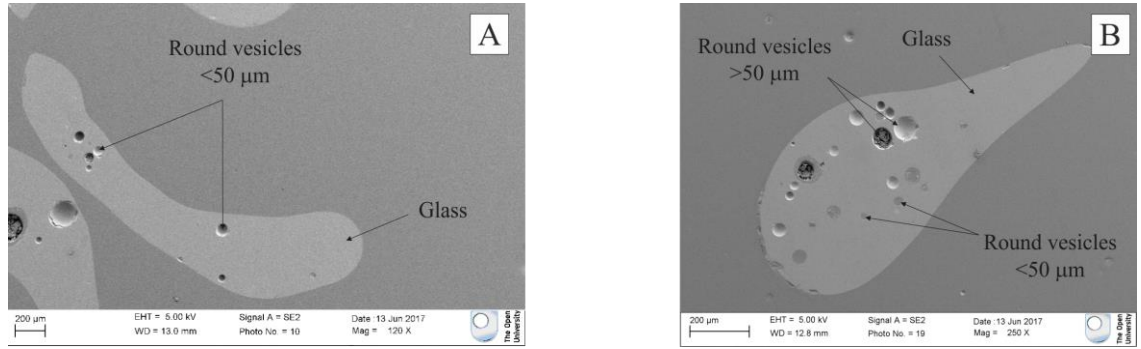 A
Round vesicles
<50 µm
Glass
200 µm
EHT = 5.00 kV
WD = 13.0 mm
Signal A = SE2
Photo No. = 10
Date :13 Jun 2017
Mag = 120 X
The Open
University
B
Round vesicles
>50 µm
Glass
Round vesicles
<50 µm
200 µm
EHT = 5.00 kV
WD = 12.8 mm
Signal A = SE2
Photo No. = 19
Date :13 Jun 2017
Mag = 250 X
The Open
University